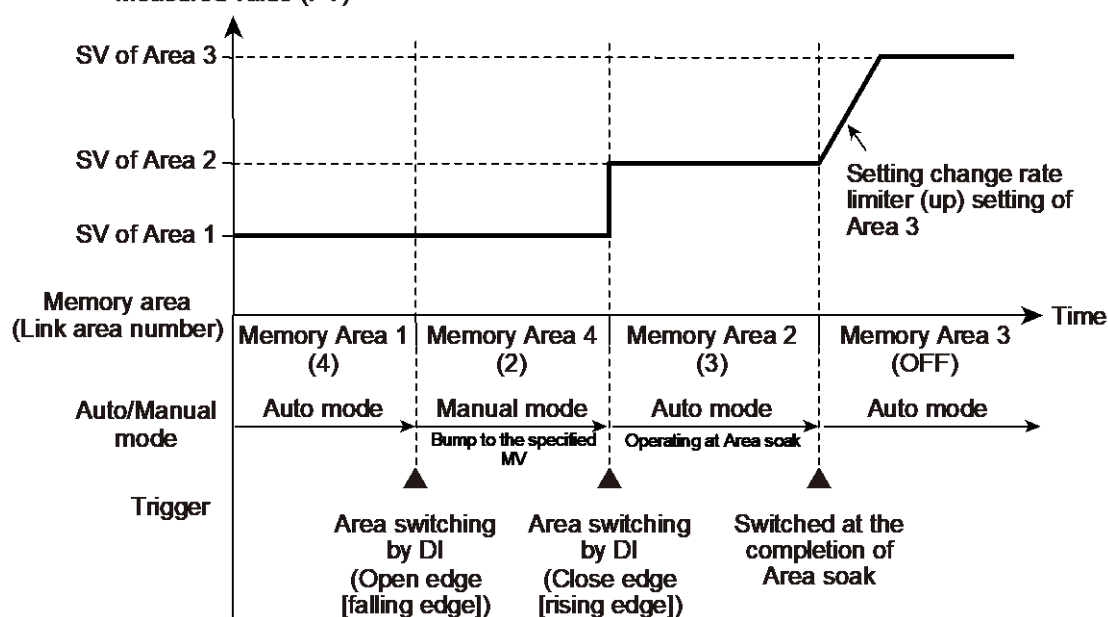 SV of Area 3
SV of Area 2
Setting change rate
limiter (up) setting of
Area 3
SV of Area 1
Memory area
(Link area number)
Time
Memory Area 1
(4)
Memory Area 4
(2)
Memory Area 2
(3)
Memory Area 3
(OFF)
Auto/Manual
mode
Auto mode
Manual mode
Bump to the specified
MV
Auto mode
Operating at Area soak
Auto mode
Trigger
Area switching
by DI
(Open edge
[falling edge])
Area switching
by DI
(Close edge
[rising edge])
Switched at the
completion of
Area soak